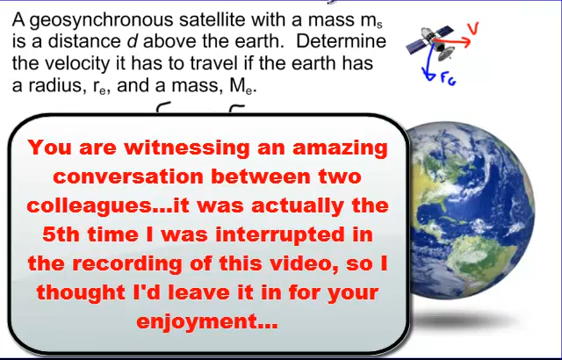 A geosynchronous satellite with a mass mₛ
is a distance d above the earth. Determine
the velocity it has to travel if the earth has
a radius, rₑ, and a mass, Mₑ.
V
FG
You are witnessing an amazing
conversation between two
colleagues...it was actually the
5th time I was interrupted in
the recording of this video, so I
thought I'd leave it in for your
enjoyment...